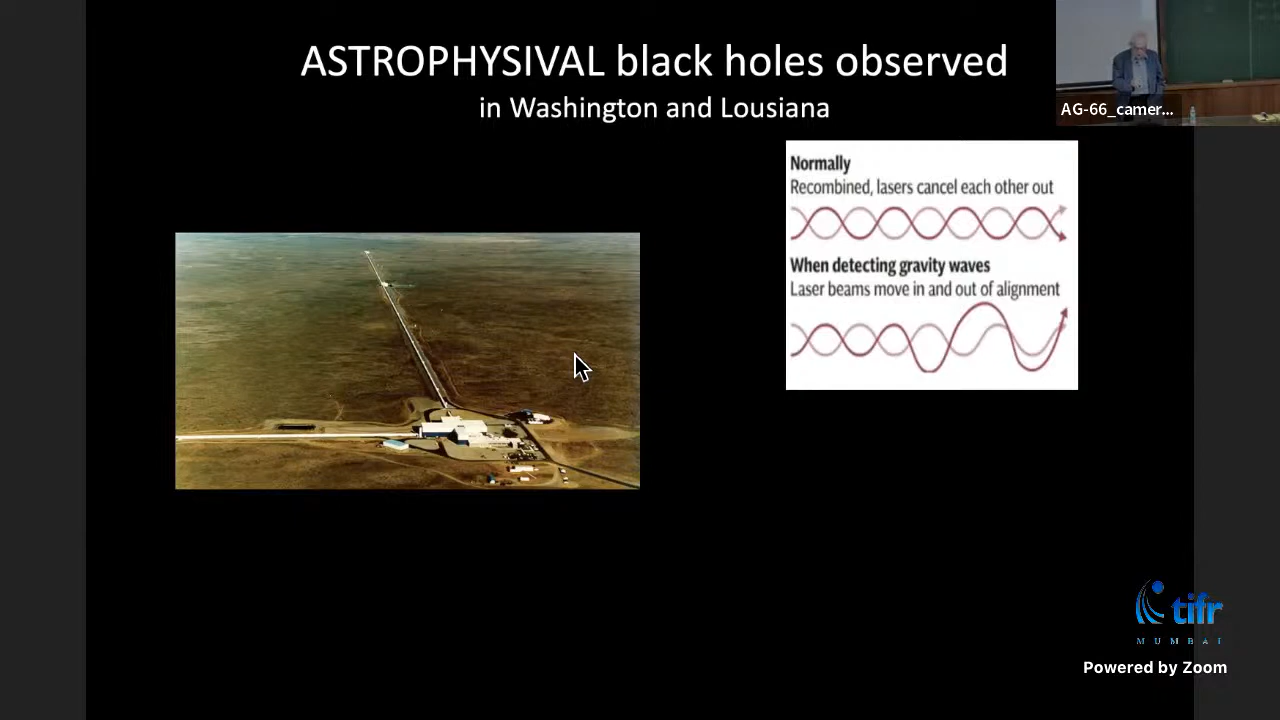 ASTROPHYSIVAL black holes observed
in Washington and Lousiana
AG-66_camer...
Normally
Recombined, lasers cancel each other out
When detecting gravity waves
Laser beams move in and out of alignment
tifr
MUMBAI
Powered by Zoom